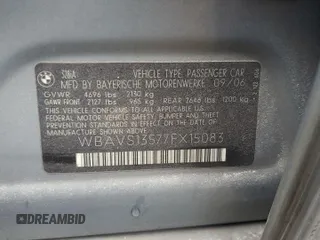 BMW
VEHICLE TYPE: PASSENGER CAR
MFD BY BAYERISCHE MOTORENWERKE 09/06
GVWR 4696 lbs 2130 kg
GAWR FRONT 2127 lbs 965 kg REAR 2646 lbs 1200 kg
THIS VEHICLE CONFORMS TO ALL APPLICABLE
FEDERAL MOTOR VEHICLE SAFETY, BUMPER AND
THEFT PREVENTION STANDARDS IN EFFECT ON THE
DATE OF MANUFACTURE SHOWN ABOVE
WBAVS13577FX15083
DREAMBID